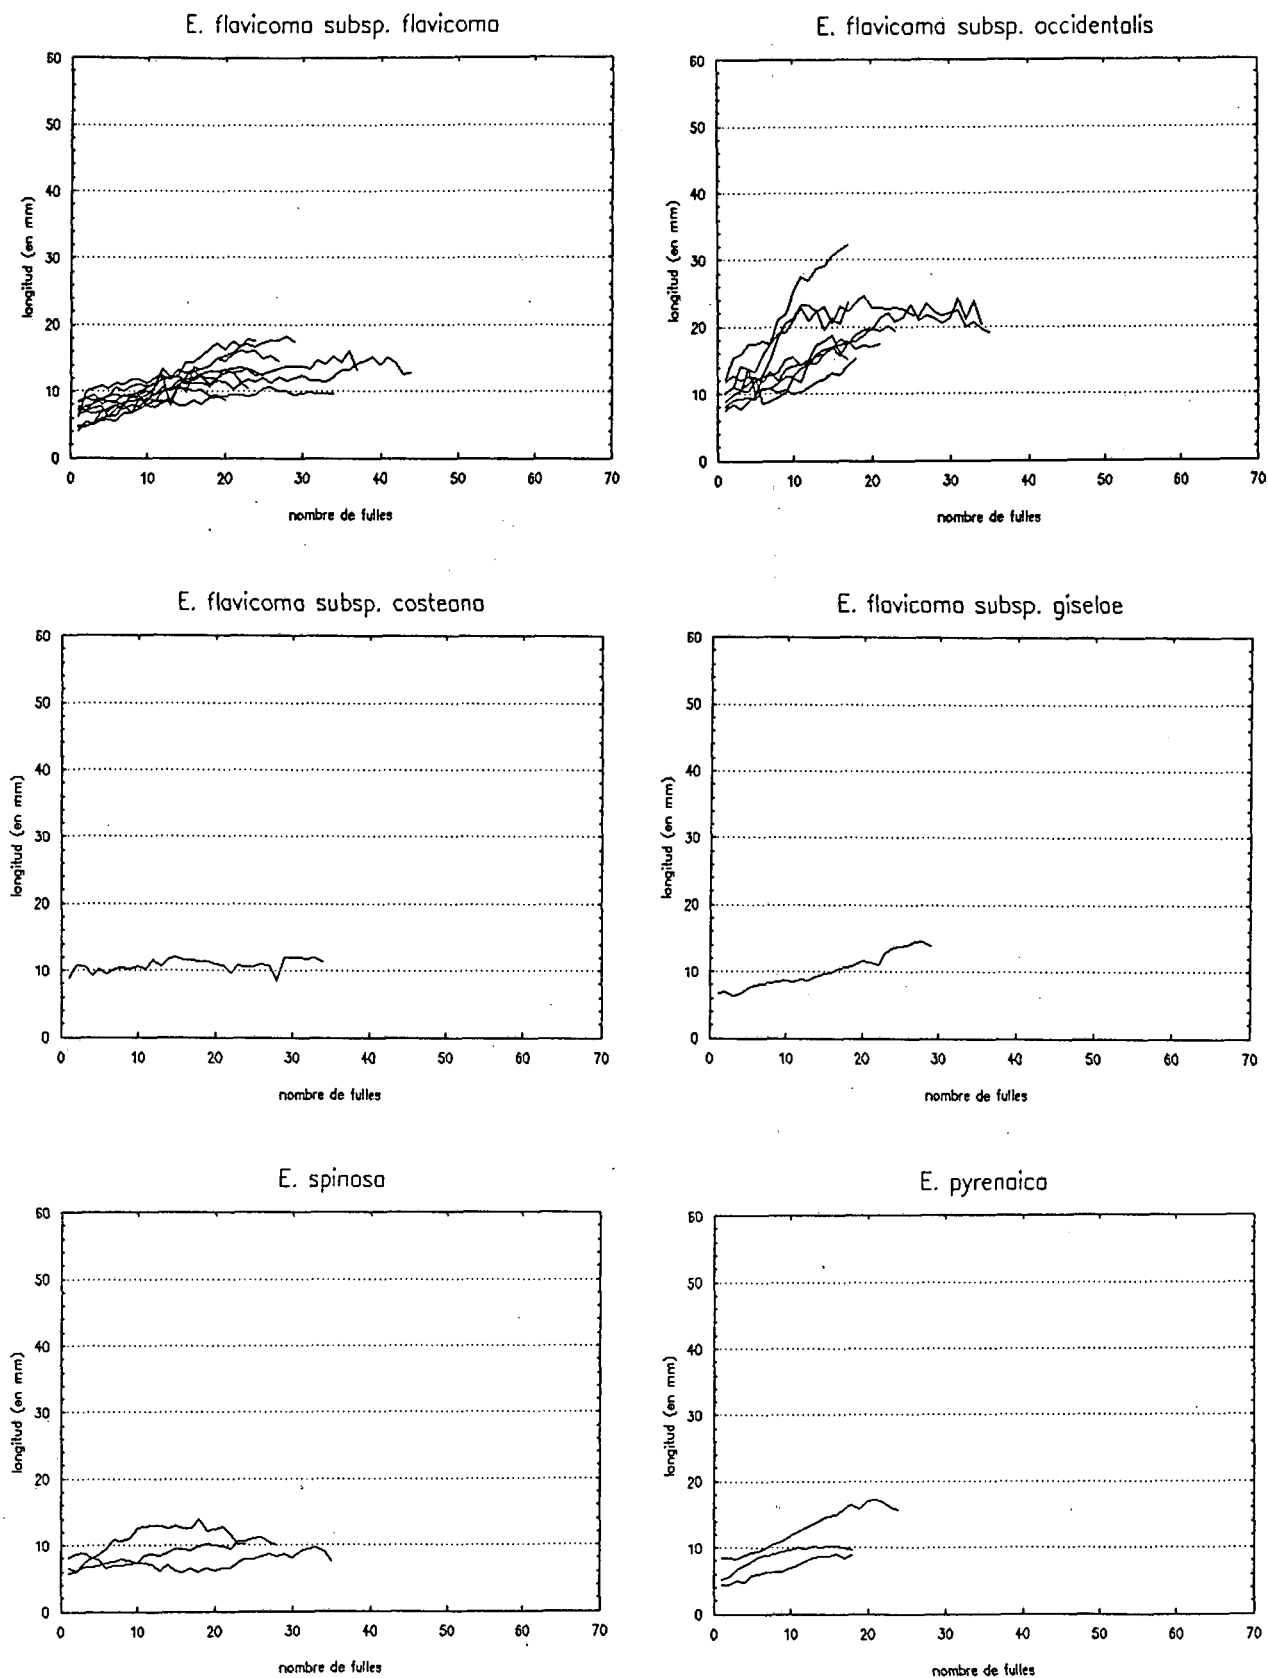 E. flavicoma subsp. flavicoma
60
50
40
30
20
10
0
longitud (en mm)
0 10 20 30 40 50 60 70
nombre de fulles
E. flavicoma subsp. occidentalis
60
50
40
30
20
10
0
longitud (en mm)
0 10 20 30 40 50 60 70
nombre de fulles
E. flavicoma subsp. costeana
60
50
40
30
20
10
0
longitud (en mm)
0 10 20 30 40 50 60 70
nombre de fulles
E. flavicoma subsp. giselae
60
50
40
30
20
10
0
longitud (en mm)
0 10 20 30 40 50 60 70
nombre de fulles
E. spinosa
60
50
40
30
20
10
0
longitud (en mm)
0 10 20 30 40 50 60 70
nombre de fulles
E. pyrenaica
60
50
40
30
20
10
0
longitud (en mm)
0 10 20 30 40 50 60 70
nombre de fulles